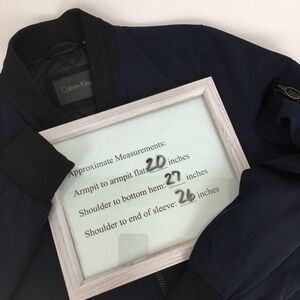 Calvin Klein
Approximate Measurements:
Armpit to armpit flat: 20 inches
Shoulder to bottom hem: 27 inches
Shoulder to end of sleeve: 26 inches